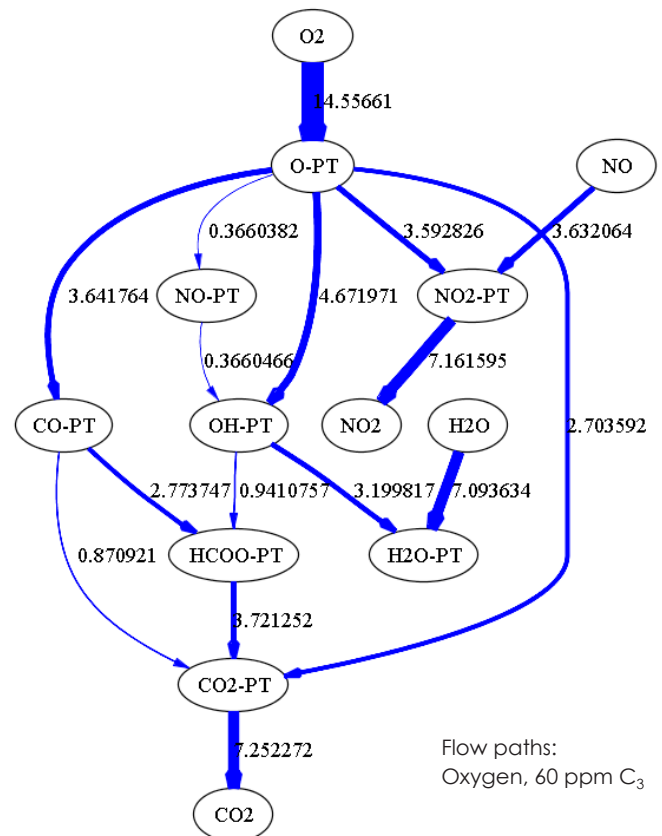 O2
14.55661
O-PT
NO
0.3660382
3.592826
3.632064
3.641764
NO-PT
4.671971
NO2-PT
0.3660466
7.161595
CO-PT
OH-PT
NO2
H2O
2.703592
2.773747
0.9410757
3.199817
7.093634
0.870921
HCOO-PT
H2O-PT
3.721252
CO2-PT
7.252272
Flow paths:
Oxygen, 60 ppm C₃
CO2